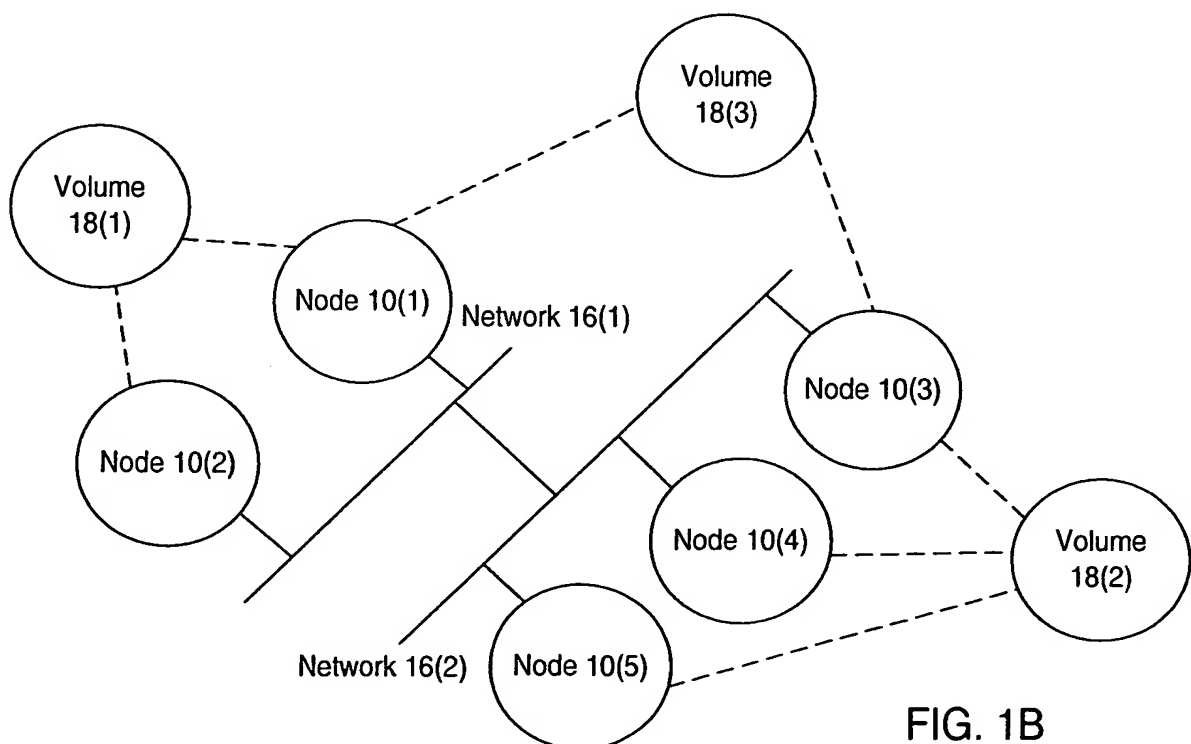 Volume
18(3)
Volume
18(1)
Node 10(1)
Network 16(1)
Node 10(3)
Node 10(2)
Node 10(4)
Volume
18(2)
Network 16(2)
Node 10(5)
FIG. 1B